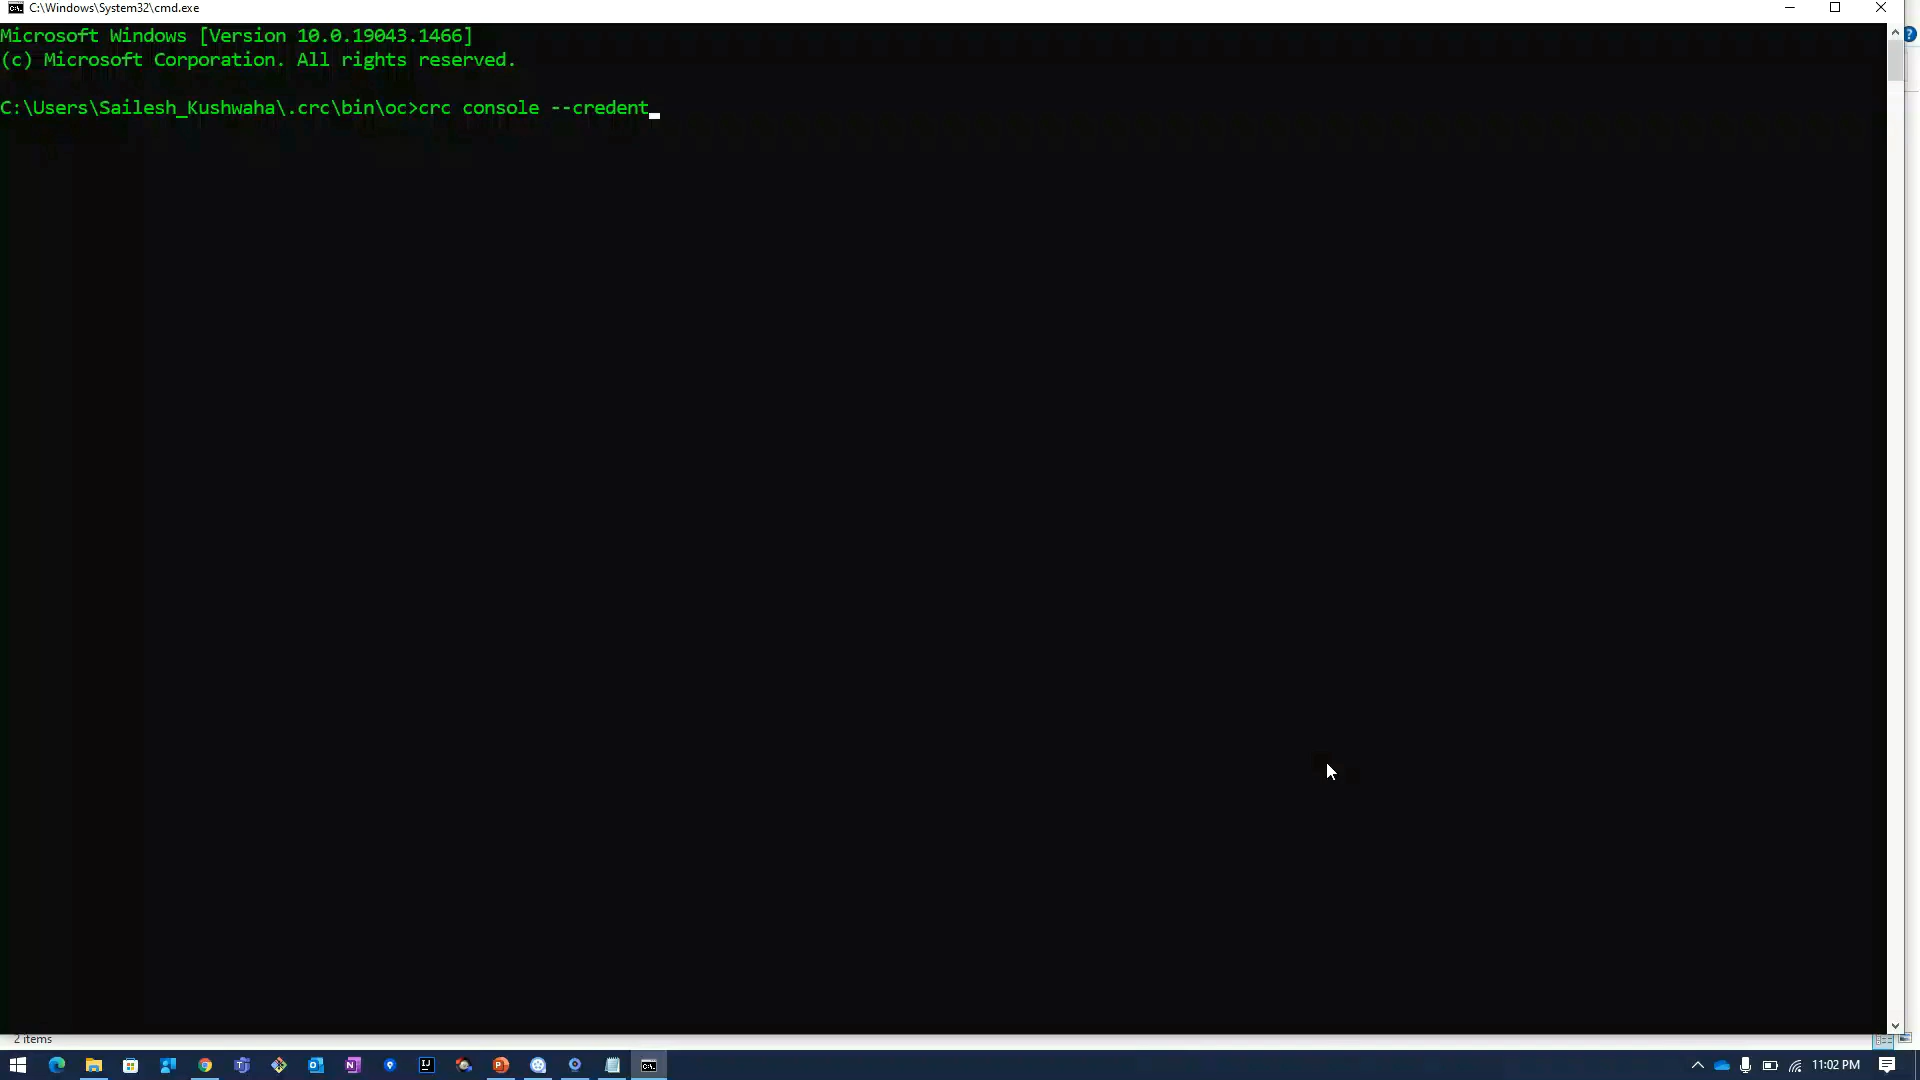 C:\Windows\System32\cmd.exe
Microsoft Windows [Version 10.0.19043.1466]
(c) Microsoft Corporation. All rights reserved.
C:\Users\Sailesh_Kushwaha\.crc\bin\oc>crc console --credent
2 items
11:02 PM